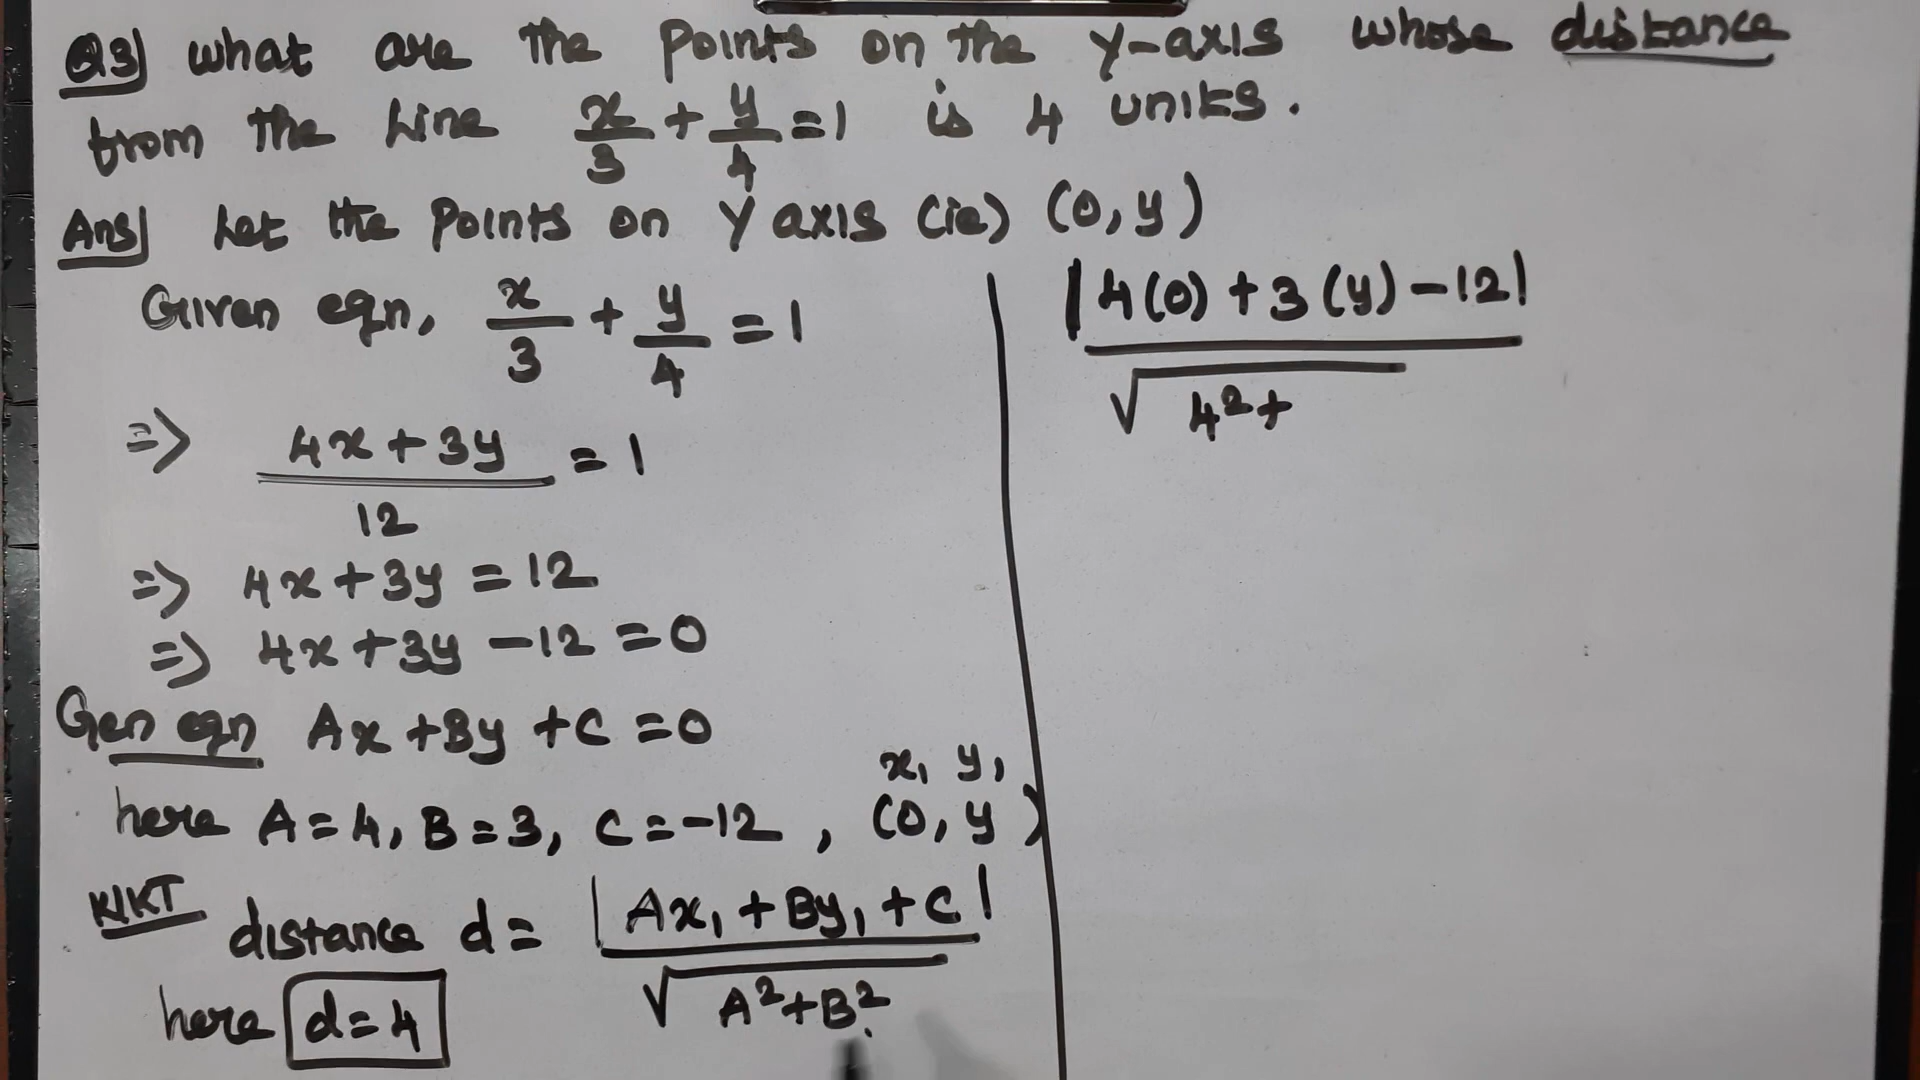 Q3) what are the points on the y-axis whose distance
from the line x/3 + y/4 = 1 is 4 units.
Ans) Let the points on Y axis (ie) (0, y)
Given eqn, x/3 + y/4 = 1
=> (4x + 3y)/12 = 1
=> 4x + 3y = 12
=> 4x + 3y - 12 = 0
Gen eqn Ax + By + C = 0
x₁ y₁
here A = 4, B = 3, C = -12, (0, y)
WKT distance d = |Ax₁ + By₁ + C| / √(A² + B²)
here d = 4
|4(0) + 3(y) - 12| / √(4² +